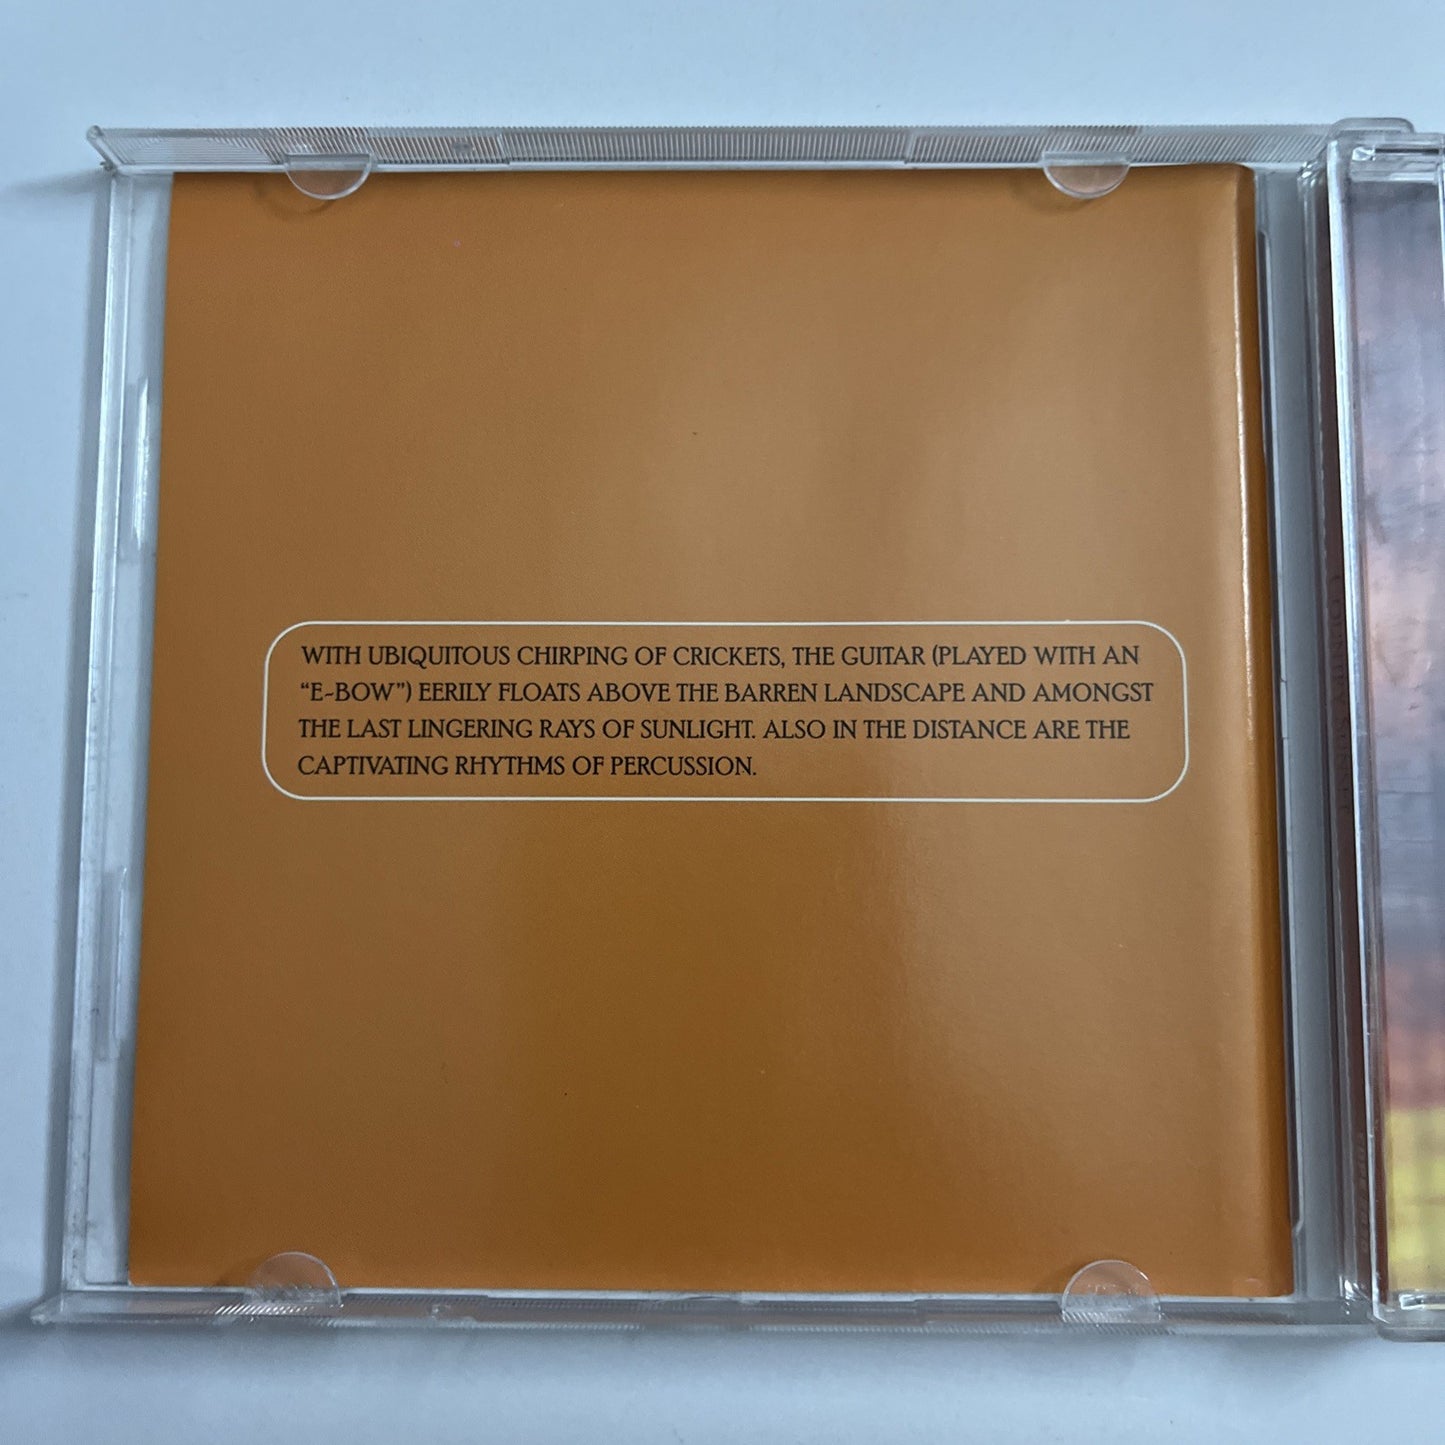 WITH UBIQUITOUS CHIRPING OF CRICKETS, THE GUITAR (PLAYED WITH AN
“E~BOW”) EERILY FLOATS ABOVE THE BARREN LANDSCAPE AND AMONGST
THE LAST LINGERING RAYS OF SUNLIGHT. ALSO IN THE DISTANCE ARE THE
CAPTIVATING RHYTHMS OF PERCUSSION.